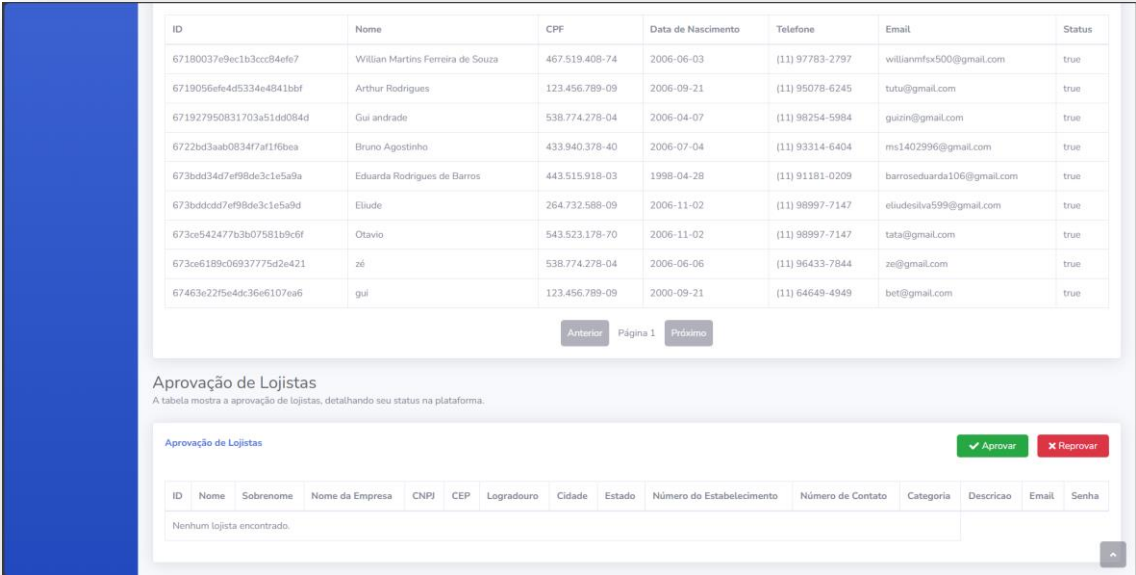 ID Nome CPF Data de Nascimento Telefone Email Status
67180037e9ec1b3ccc84efe7 Willian Martins Ferreira de Souza 467.519.408-74 2006-06-03 (11) 97783-2797 willianmfsx500@gmail.com true
6719056efe4d5334e4841bbf Arthur Rodrigues 123.456.789-09 2006-09-21 (11) 95078-6245 tutu@gmail.com true
671927950831703a51dd084d Gui andrade 538.774.278-04 2006-04-07 (11) 98254-5984 guizin@gmail.com true
6722bd3aab0834f7af1f6bea Bruno Agostinho 433.940.378-40 2006-07-04 (11) 93314-6404 ms1402996@gmail.com true
673bdd34d7ef98de3c1e5a9a Eduarda Rodrigues de Barros 443.515.918-03 1998-04-28 (11) 91181-0209 barroseduarda106@gmail.com true
673bddcdd7ef98de3c1e5a9d Eliude 264.732.588-09 2006-11-02 (11) 98997-7147 eliudesilva599@gmail.com true
673ce542477b3b07581b9c6f Otavio 543.523.178-70 2006-11-02 (11) 98997-7147 tata@gmail.com true
673ce6189c06937775d2e421 zé 538.774.278-04 2006-06-06 (11) 96433-7844 ze@gmail.com true
67463e22f5e4dc36e6107ea6 gui 123.456.789-09 2000-09-21 (11) 64649-4949 bet@gmail.com true
Anterior Página 1 Próximo
Aprovação de Lojistas
A tabela mostra a aprovação de lojistas, detalhando seu status na plataforma.
Aprovação de Lojistas Aprovar Reprovar
ID Nome Sobrenome Nome da Empresa CNPJ CEP Logradouro Cidade Estado Número do Estabelecimento Número de Contato Categoria Descricao Email Senha
Nenhum lojista encontrado.